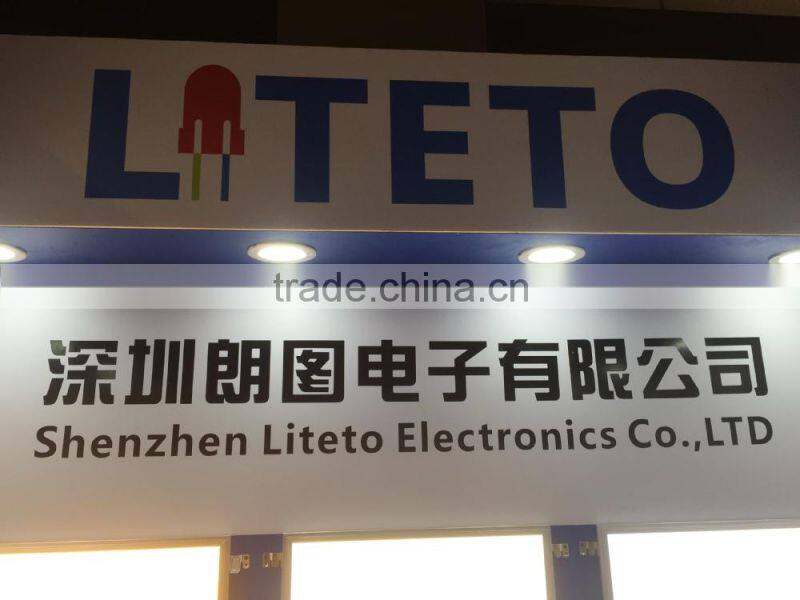 LITETO
trade.china.cn
深圳朗图电子有限公司
Shenzhen Liteto Electronics Co.,LTD